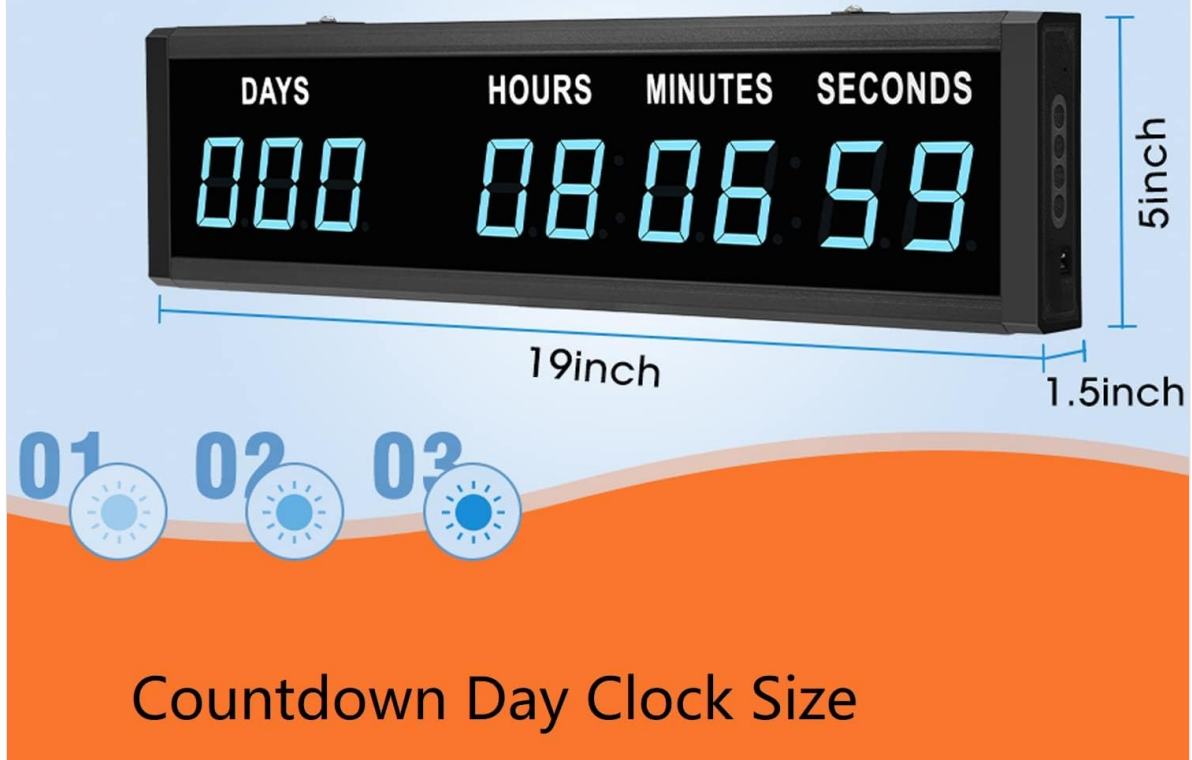 DAYS HOURS MINUTES SECONDS
000 08 06 59
5inch
19inch
1.5inch
01 02 03
Countdown Day Clock Size